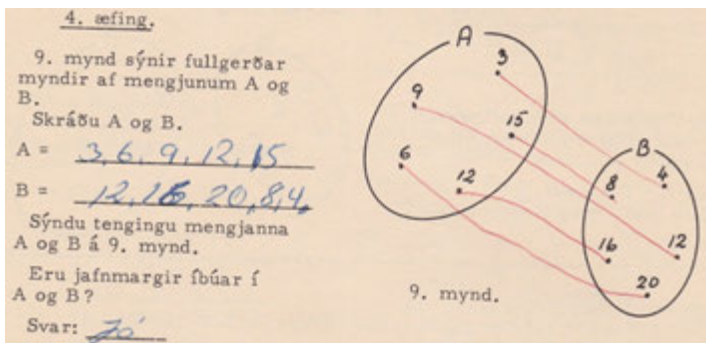 4. æfing.
9. mynd sýnir fullgerðar
myndir af mengjunum A og
B.
Skráðu A og B.
A = 3, 6, 9, 12, 15
B = 12, 16, 20, 8, 4.
Sýndu tengingu mengjanna
A og B á 9. mynd.
Eru jafnmargir íbúar í
A og B?
Svar: Já
A
3
9
15
6
12
B
4
8
16
12
20
9. mynd.